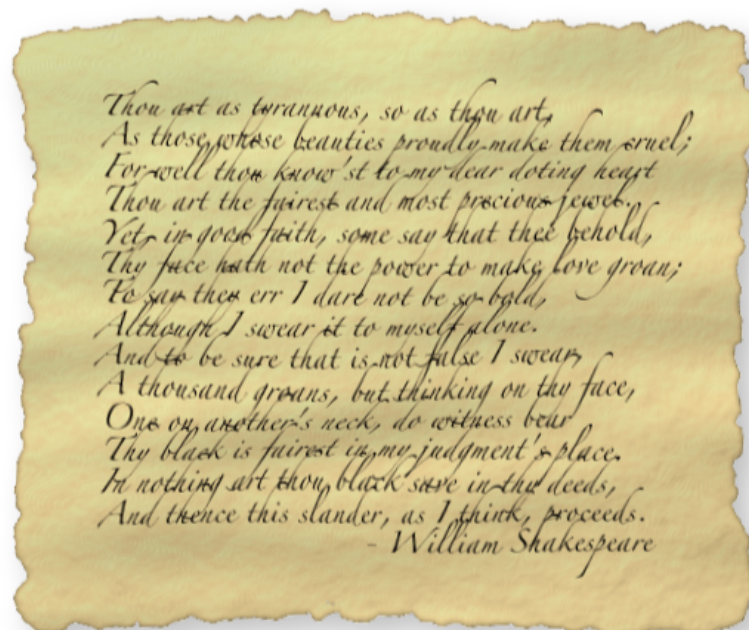 Thou art as tyrannous, so as thou art,
As those whose beauties proudly make them cruel;
For well thou know'st to my dear doting heart
Thou art the fairest and most precious jewel.
Yet, in good faith, some say that thee behold,
Thy face hath not the power to make love groan;
To say they err I dare not be so bold,
Although I swear it to myself alone.
And to be sure that is not false I swear,
A thousand groans, but thinking on thy face,
One on another's neck, do witness bear
Thy black is fairest in my judgment's place.
In nothing art thou black save in thy deeds,
And thence this slander, as I think, proceeds.
- William Shakespeare